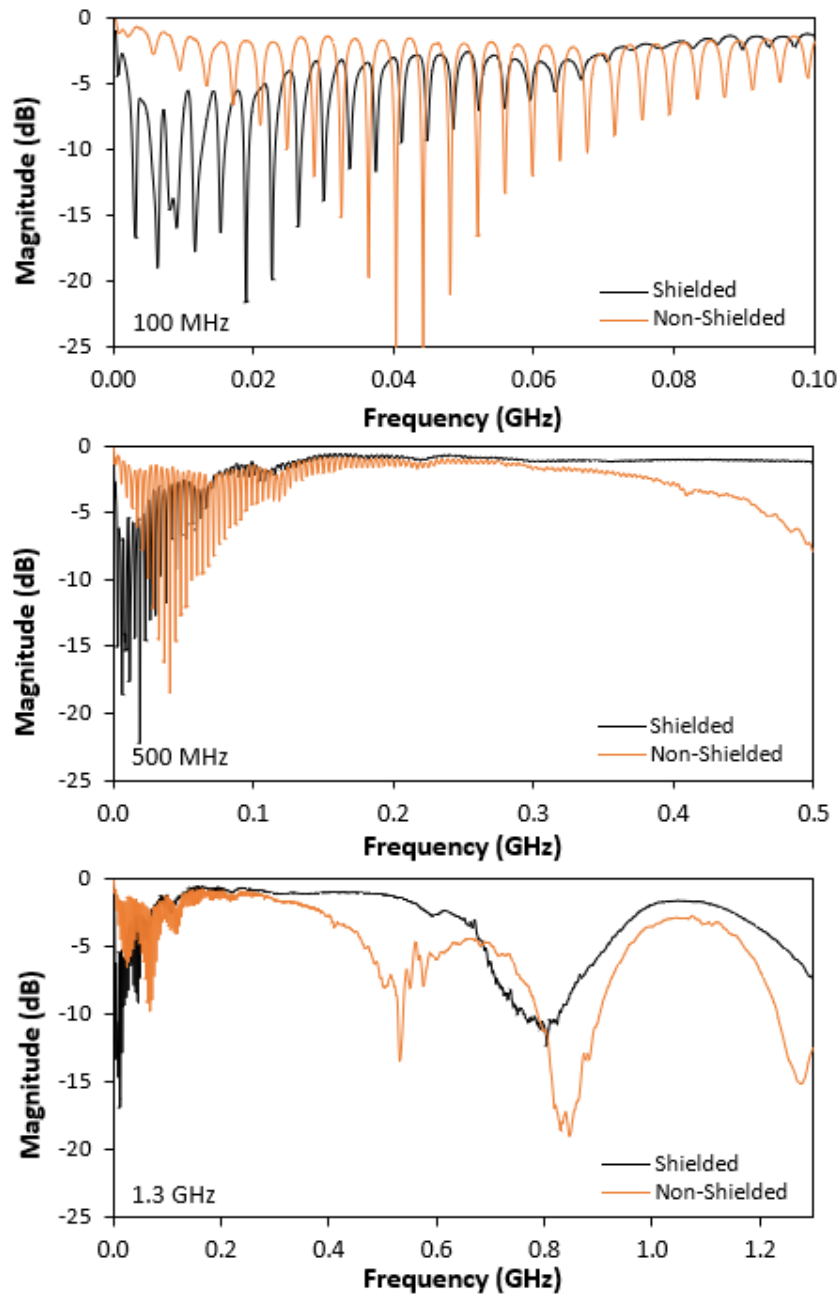 0
-5
-10
-15
-20
-25
Magnitude (dB)
100 MHz
Shielded
Non-Shielded
0.00 0.02 0.04 0.06 0.08 0.10
Frequency (GHz)
0
-5
-10
-15
-20
-25
Magnitude (dB)
500 MHz
Shielded
Non-Shielded
0.0 0.1 0.2 0.3 0.4 0.5
Frequency (GHz)
0
-5
-10
-15
-20
-25
Magnitude (dB)
1.3 GHz
Shielded
Non-Shielded
0.0 0.2 0.4 0.6 0.8 1.0 1.2
Frequency (GHz)